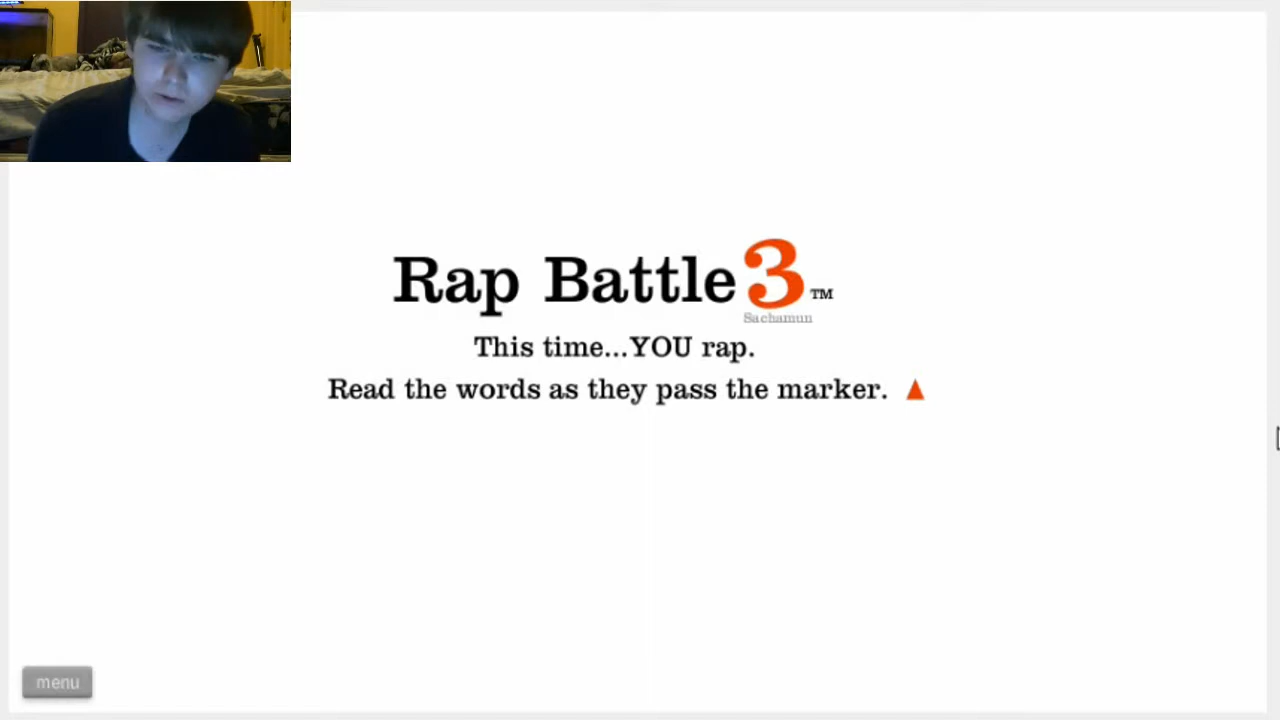 Rap Battle 3™
Sachamun
This time...YOU rap.
Read the words as they pass the marker.
menu